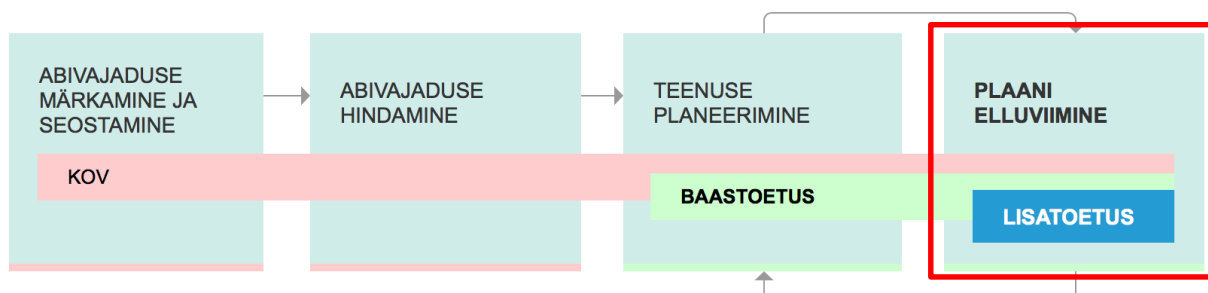 ABIVAJADUSE
MÄRKAMINE JA
SEOSTAMINE
ABIVAJADUSE
HINDAMINE
TEENUSE
PLANEERIMINE
PLAANI
ELLUVIIMINE
KOV
BAASTOETUS
LISATOETUS